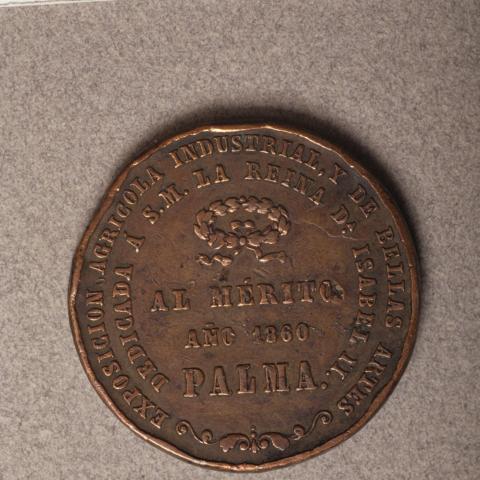 EXPOSICION AGRICOLA INDUSTRIAL, Y DE BELLAS ARTES
DEDICADA A S.M. LA REINA Dª ISABEL II.
AL MÉRITO
AÑO 1860
PALMA.